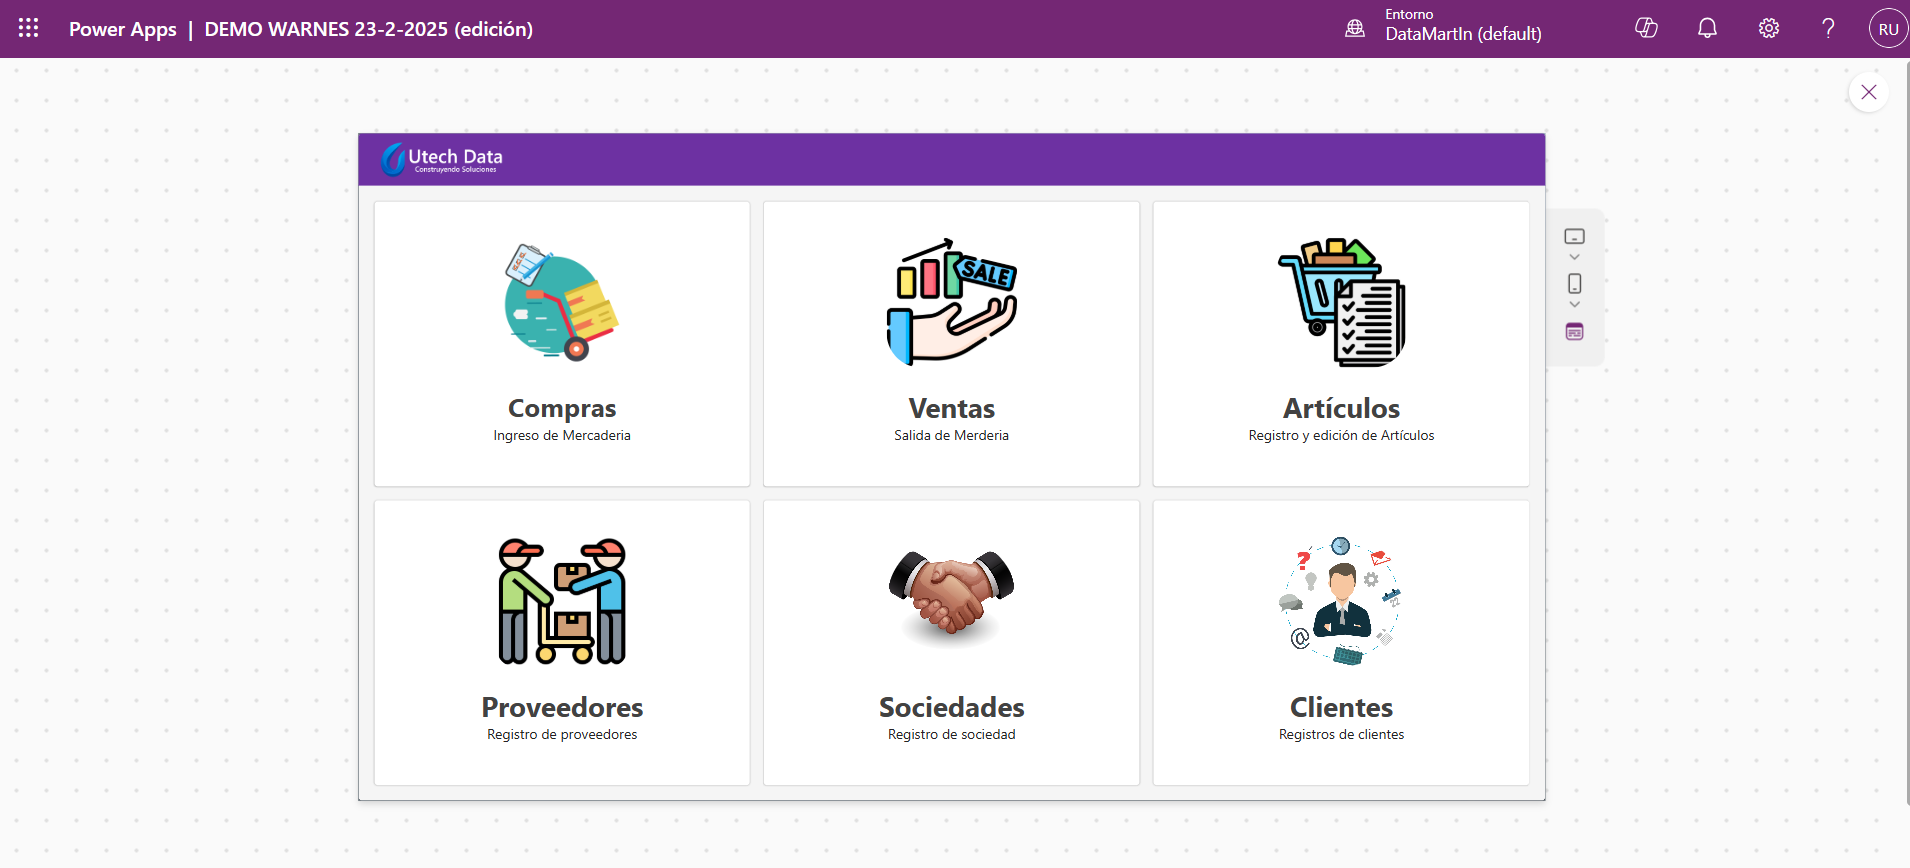 Power Apps | DEMO WARNES 23-2-2025 (edición)
Entorno
DataMartIn (default)
?
RU
Utech Data
Construyendo Soluciones
SALE
Compras
Ingreso de Mercaderia
Ventas
Salida de Merderia
Artículos
Registro y edición de Artículos
Proveedores
Registro de proveedores
Sociedades
Registro de sociedad
?
22
@
Clientes
Registros de clientes